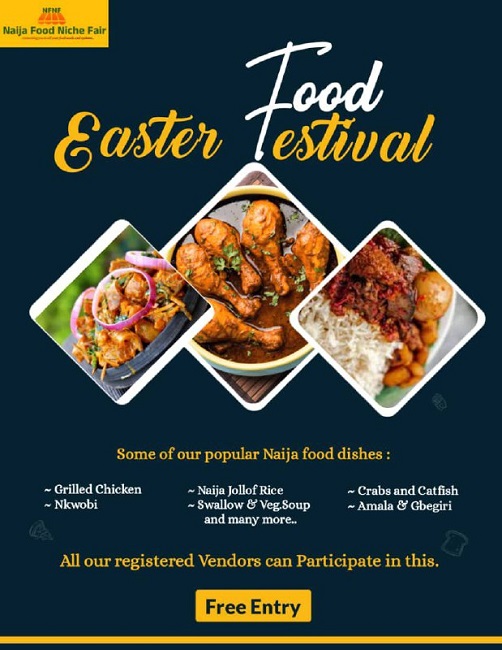 NFNF
Naija Food Niche Fair
Food
Easter Festival
Some of our popular Naija food dishes :
~ Grilled Chicken
~ Nkwobi
~ Naija Jollof Rice
~ Swallow & Veg.Soup
and many more..
~ Crabs and Catfish
~ Amala & Gbegiri
All our registered Vendors can Participate in this.
Free Entry